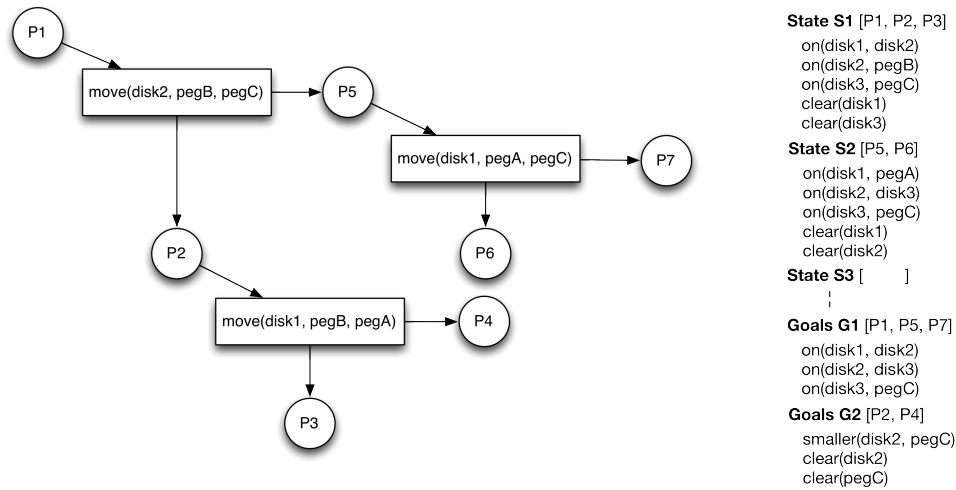 P1
move(disk2, pegB, pegC)
P5
move(disk1, pegA, pegC)
P7
P2
P6
move(disk1, pegB, pegA)
P4
P3
State S1 [P1, P2, P3]
on(disk1, disk2)
on(disk2, pegB)
on(disk3, pegC)
clear(disk1)
clear(disk3)
State S2 [P5, P6]
on(disk1, pegA)
on(disk2, disk3)
on(disk3, pegC)
clear(disk1)
clear(disk2)
State S3 [ ]
Goals G1 [P1, P5, P7]
on(disk1, disk2)
on(disk2, disk3)
on(disk3, pegC)
Goals G2 [P2, P4]
smaller(disk2, pegC)
clear(disk2)
clear(pegC)